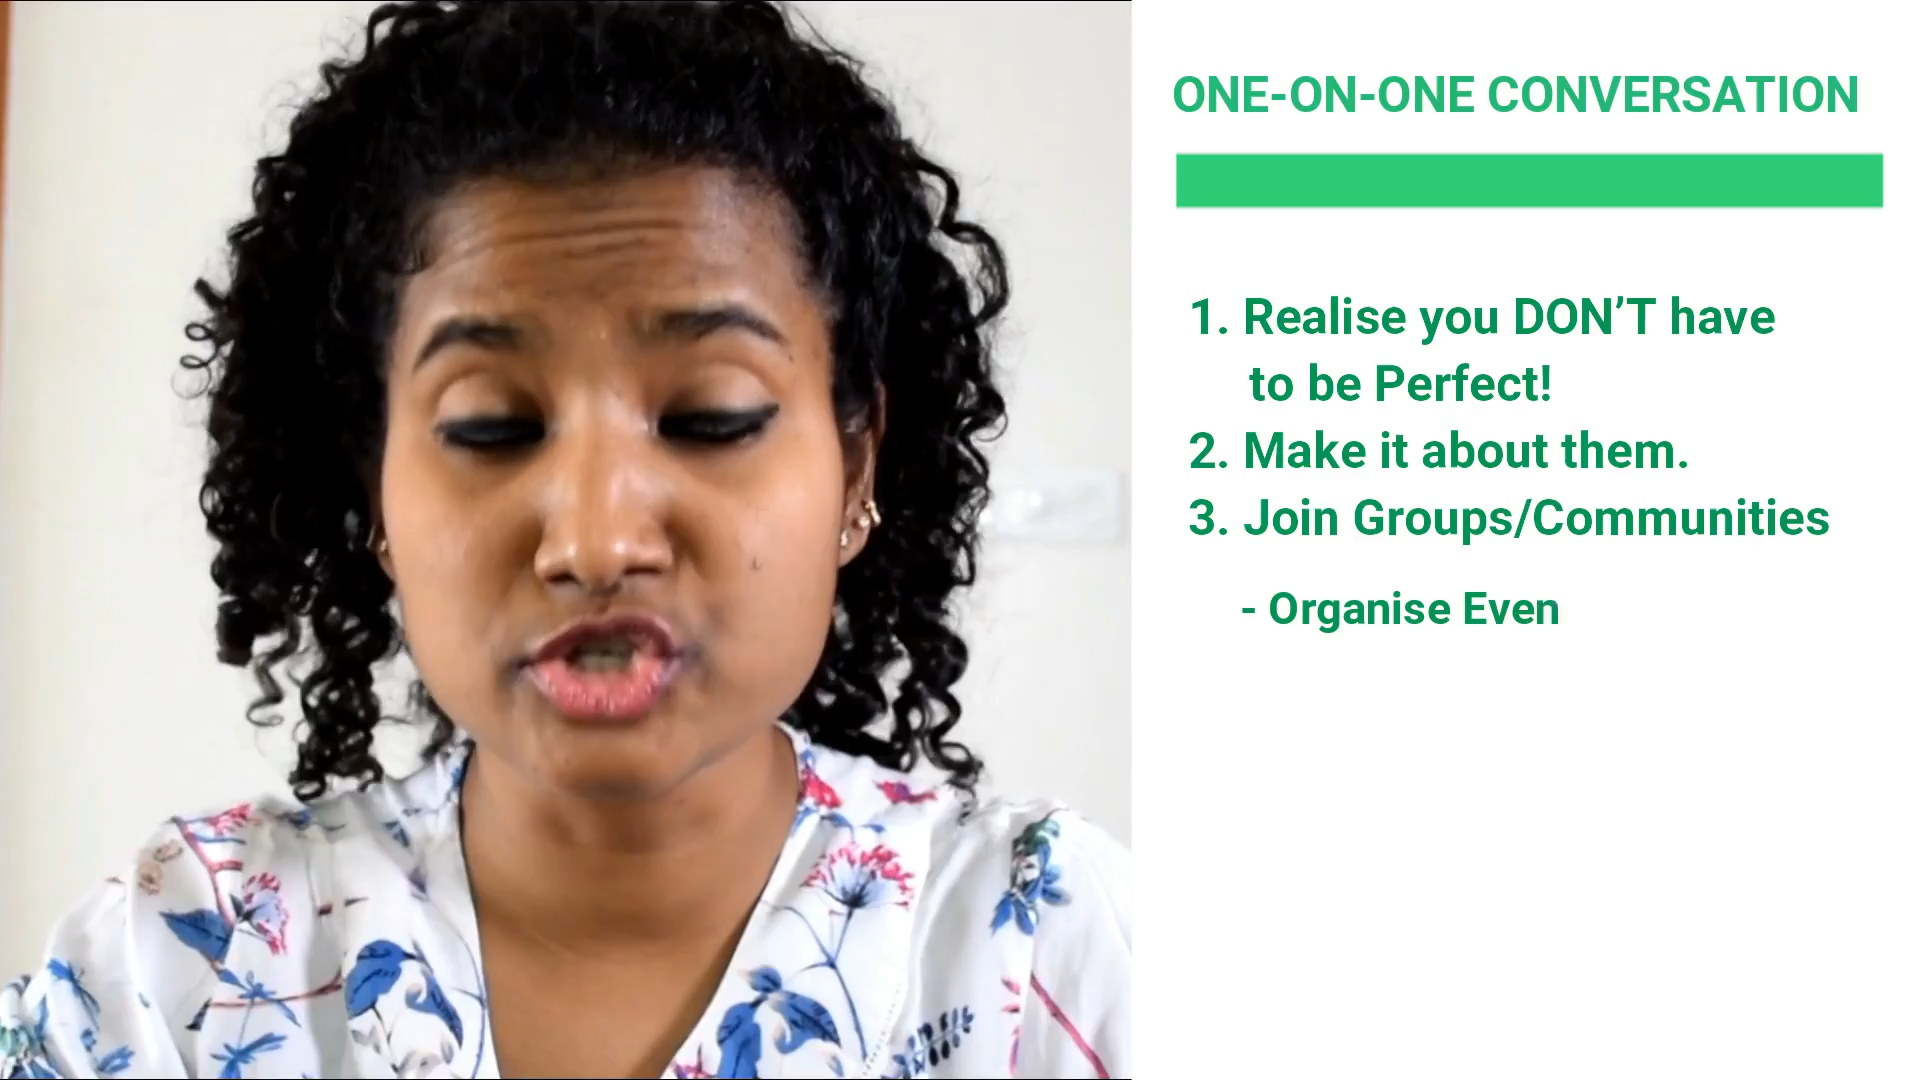 ONE-ON-ONE CONVERSATION
1. Realise you DON’T have
to be Perfect!
2. Make it about them.
3. Join Groups/Communities
- Organise Even